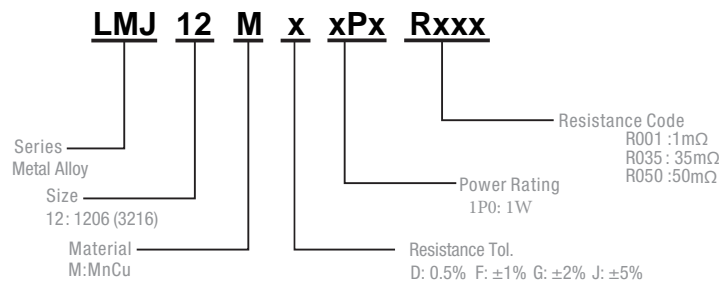 LMJ 12 M x xPx Rxxx
Resistance Code
R001 :1mΩ
R035 : 35mΩ
R050 :50mΩ
Series
Metal Alloy
Power Rating
1P0: 1W
Size
12: 1206 (3216)
Material
M:MnCu
Resistance Tol.
D: 0.5% F: ±1% G: ±2% J: ±5%